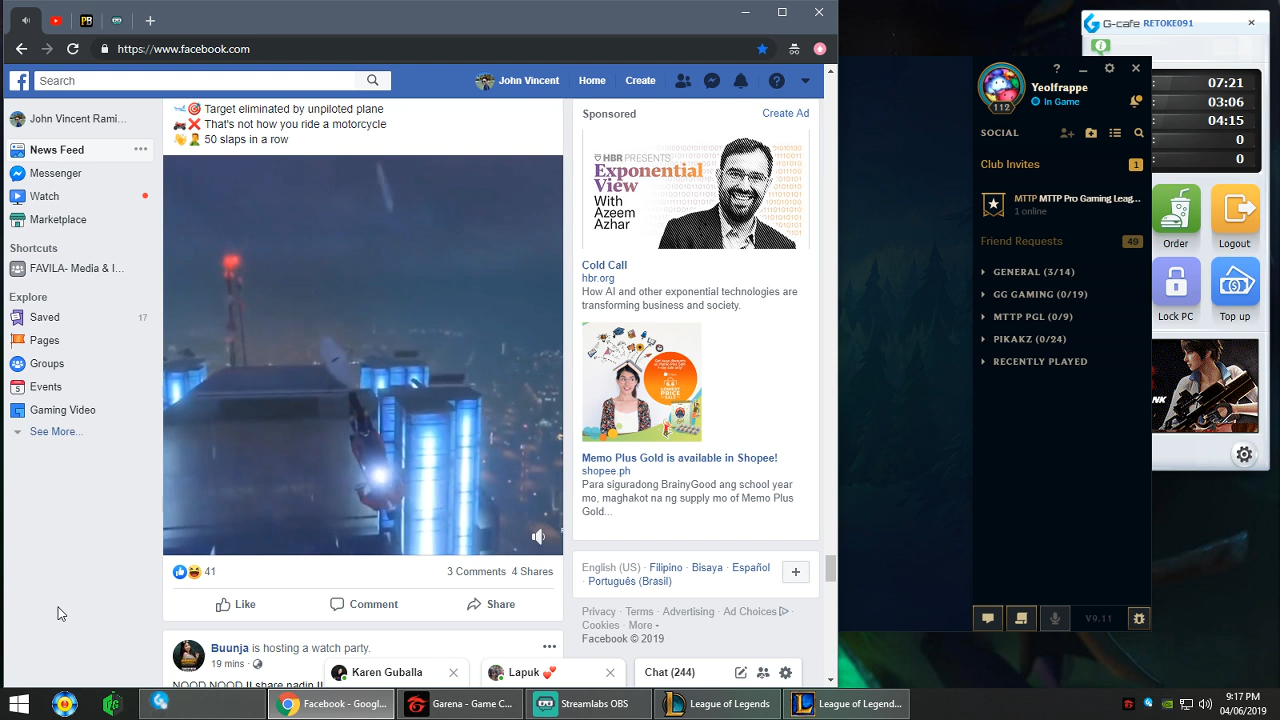 PB
https://www.facebook.com
Search
John Vincent
Home
Create
John Vincent Rami...
News Feed
Messenger
Watch
Marketplace
Shortcuts
FAVILA- Media & I...
Explore
Saved
17
Pages
Groups
Events
5
Gaming Video
See More...
Target eliminated by unpiloted plane
That's not how you ride a motorcycle
50 slaps in a row
41
3 Comments 4 Shares
Like
Comment
Share
Buunja is hosting a watch party.
19 mins ·
Sponsored
Create Ad
HBR PRESENTS
Exponential
View
With
Azeem
Azhar
Cold Call
hbr.org
How AI and other exponential technologies are
transforming business and society.
Memo Plus Gold is available in Shopee!
shopee.ph
Para siguradong BrainyGood ang school year
mo, maghakot na ng supply mo of Memo Plus
Gold...
English (US) · Filipino · Bisaya · Español
· Português (Brasil)
Privacy · Terms · Advertising · Ad Choices ·
Cookies · More
Facebook © 2019
Karen Guballa
Lapuk 💕
Chat (244)
112
Yeolfrappe
In Game
SOCIAL
Club Invites
1
MTTP MTTP Pro Gaming Leag...
1 online
Friend Requests
49
GENERAL (3/14)
GG GAMING (0/19)
MTTP PGL (0/9)
PIKAKZ (0/24)
RECENTLY PLAYED
V9.11
G-cafe RETOKE091
: 07:21
: 03:06
: 04:15
: 0
: 0
Order
Logout
Lock PC
Top up
Facebook - Googl...
Garena - Game C...
Streamlabs OBS
League of Legends
League of Legend...
9:17 PM
04/06/2019